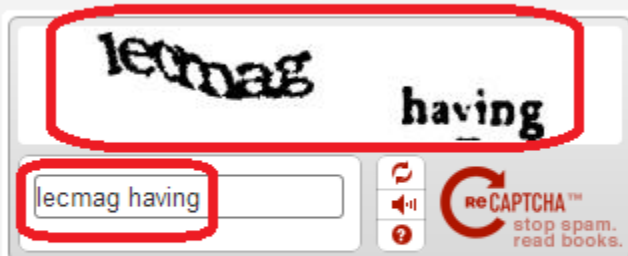 lecmag having
lecmag having
ReCAPTCHA™
stop spam.
read books.